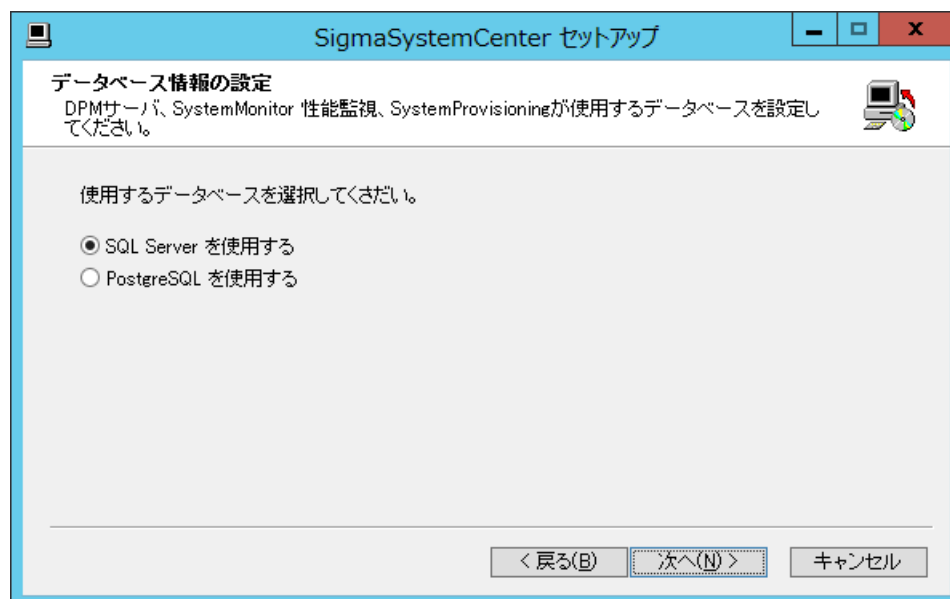 SigmaSystemCenter セットアップ
データベース情報の設定
DPMサーバ、SystemMonitor 性能監視、SystemProvisioningが使用するデータベースを設定し
てください。
使用するデータベースを選択してくさだい。
SQL Server を使用する
PostgreSQL を使用する
< 戻る(B) 次へ(N) > キャンセル